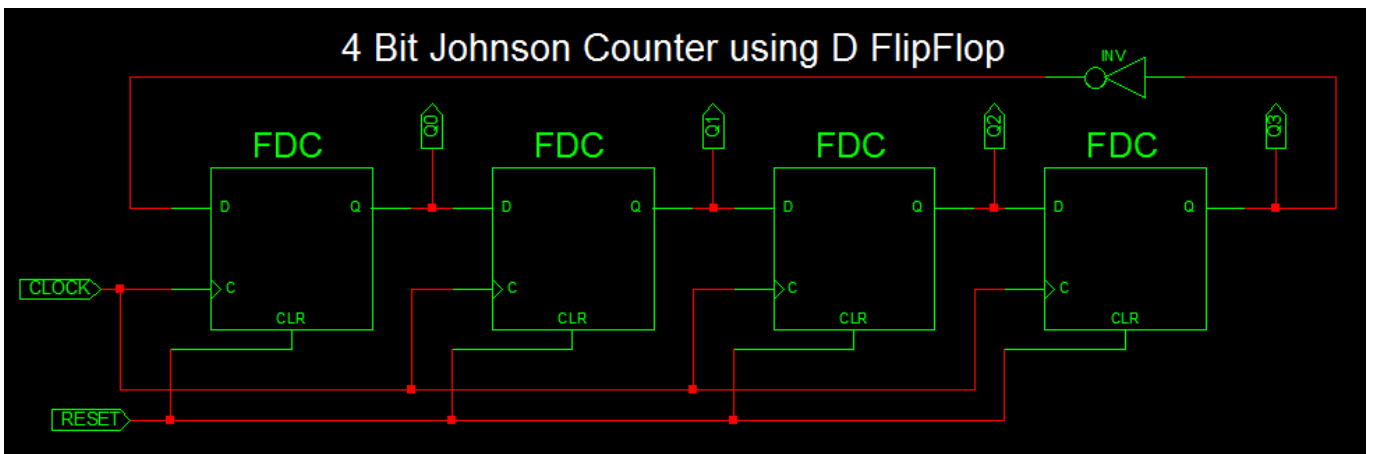 4 Bit Johnson Counter using D FlipFlop
INV
Q0
Q1
Q2
Q3
FDC
FDC
FDC
FDC
D
Q
D
Q
D
Q
D
Q
CLOCK
C
C
C
C
CLR
CLR
CLR
CLR
RESET